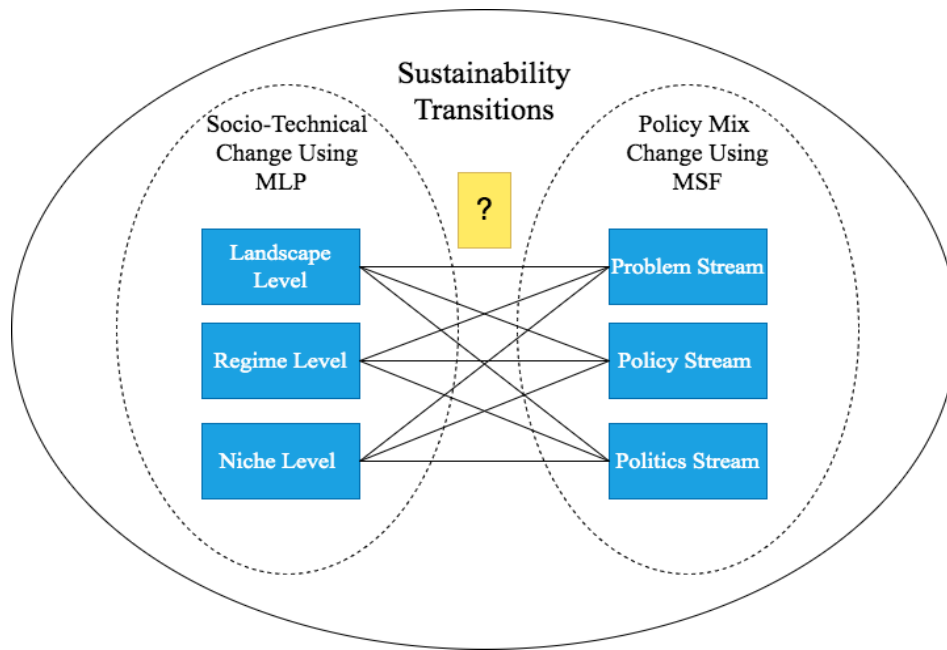 Sustainability
Transitions
Socio-Technical
Change Using
MLP
Policy Mix
Change Using
MSF
?
Landscape
Level
Problem Stream
Regime Level
Policy Stream
Niche Level
Politics Stream